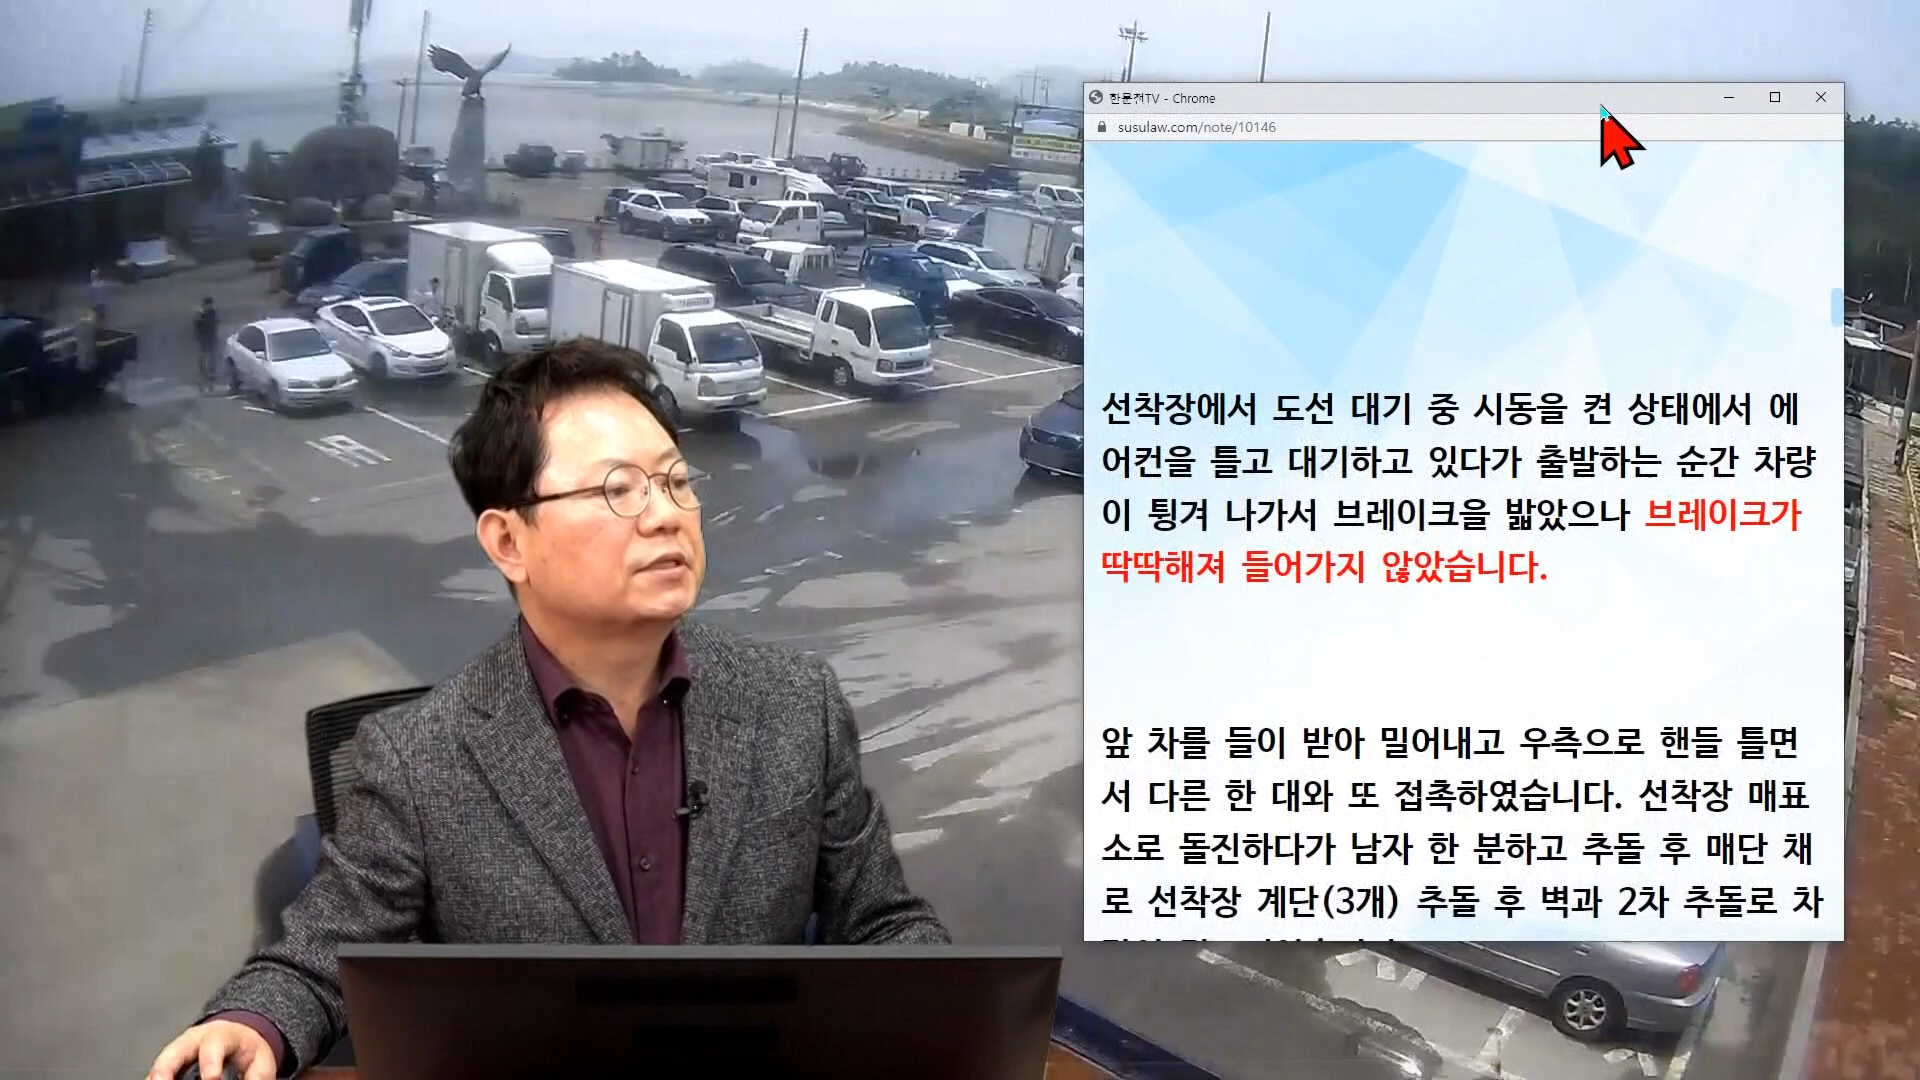 한문철TV - Chrome
susulaw.com/note/10146
선착장에서 도선 대기 중 시동을 켠 상태에서 에
어컨을 틀고 대기하고 있다가 출발하는 순간 차량
이 튕겨 나가서 브레이크을 밟았으나 브레이크가
딱딱해져 들어가지 않았습니다.
앞 차를 들이 받아 밀어내고 우측으로 핸들 틀면
서 다른 한 대와 또 접촉하였습니다. 선착장 매표
소로 돌진하다가 남자 한 분하고 추돌 후 매단 채
로 선착장 계단(3개) 추돌 후 벽과 2차 추돌로 차